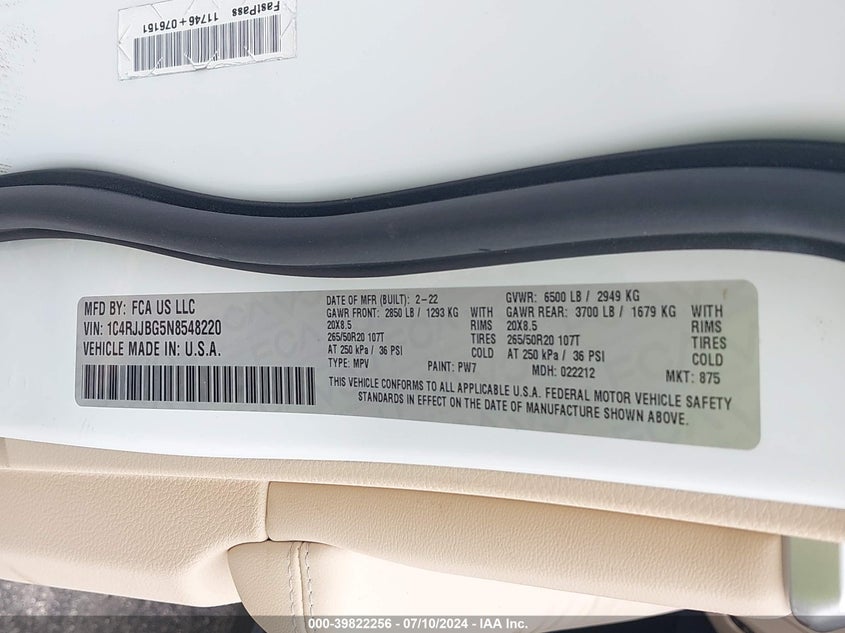 FastPass 11746+076151
MFD BY: FCA US LLC
VIN: 1C4RJJBG5N8548220
VEHICLE MADE IN: U.S.A.
DATE OF MFR (BUILT): 2-22
GAWR FRONT: 2850 LB / 1293 KG WITH
20X8.5 RIMS
265/50R20 107T TIRES
AT 250 kPa / 36 PSI COLD
TYPE: MPV PAINT: PW7
GVWR: 6500 LB / 2949 KG
GAWR REAR: 3700 LB / 1679 KG WITH
20X8.5 RIMS
265/50R20 107T TIRES
AT 250 kPa / 36 PSI COLD
MDH: 022212 MKT: 875
THIS VEHICLE CONFORMS TO ALL APPLICABLE U.S.A. FEDERAL MOTOR VEHICLE SAFETY
STANDARDS IN EFFECT ON THE DATE OF MANUFACTURE SHOWN ABOVE.
000-39822256 - 07/10/2024 - IAA Inc.